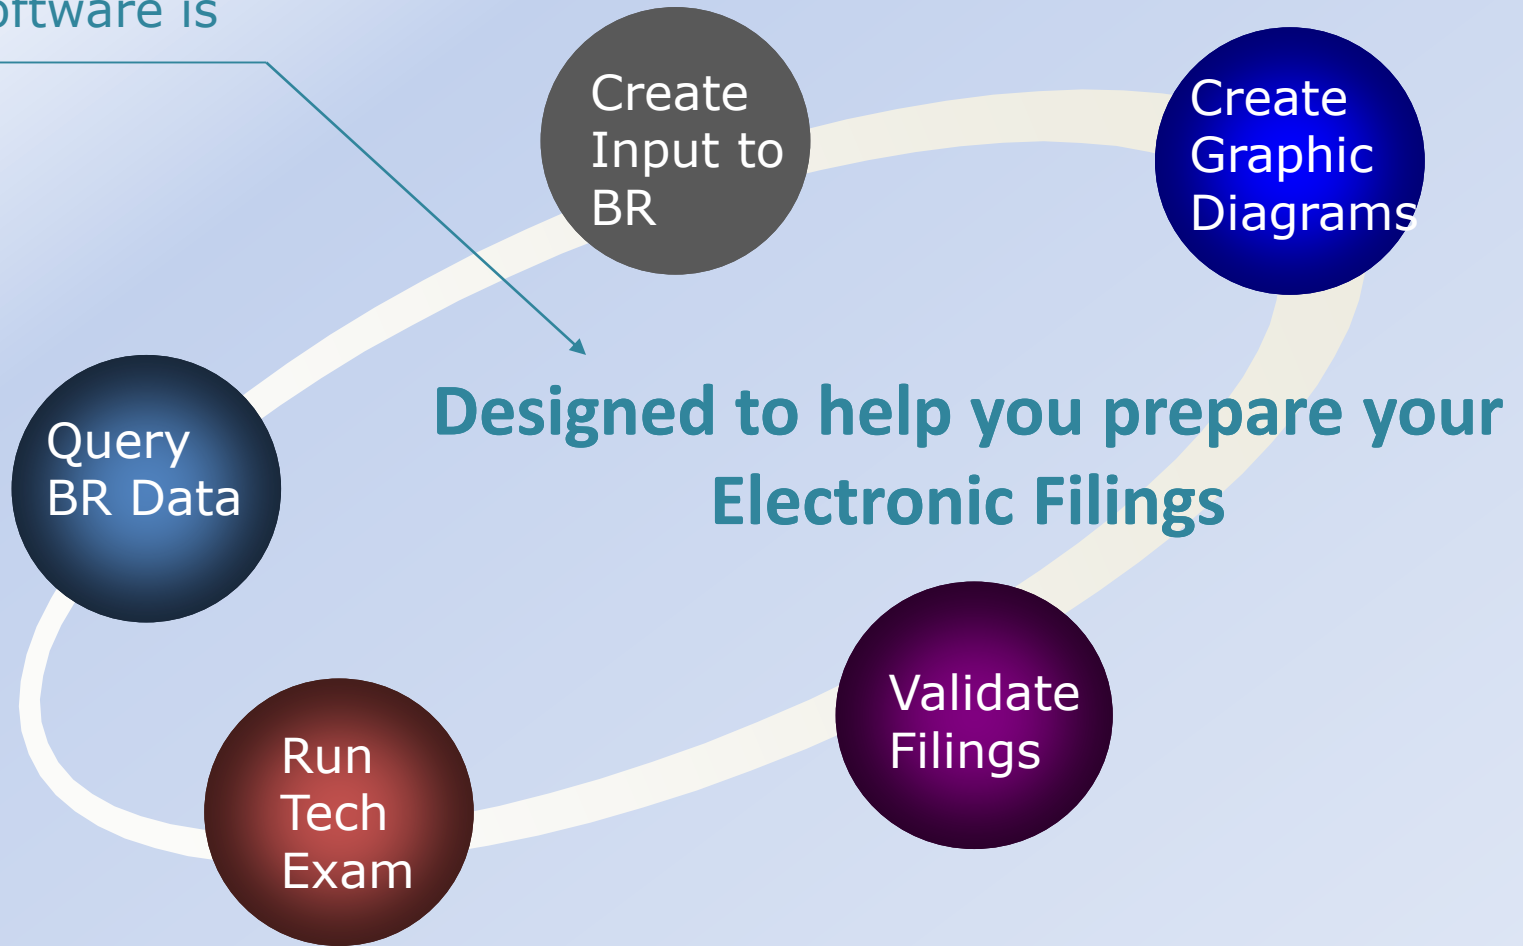 is
Create
Input to
BR
Create
Graphic
Diagrams
Designed to help you prepare your
Electronic Filings
Query
BR Data
Validate
Filings
Run
Tech
Exam